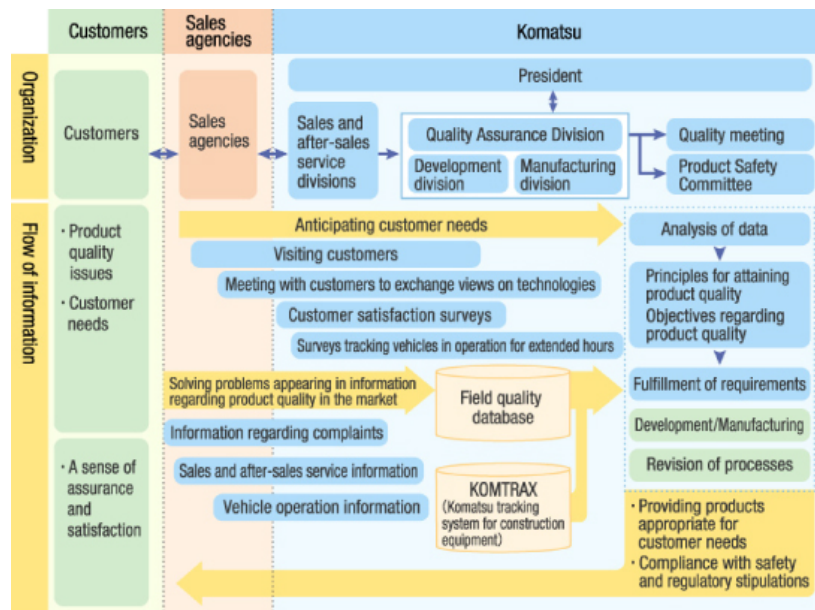 Customers
Sales
agencies
Komatsu
Organization
President
Customers
Sales
agencies
Sales and
after-sales
service
divisions
Quality Assurance Division
Development
division
Manufacturing
division
Quality meeting
Product Safety
Committee
Flow of information
· Product
quality
issues
· Customer
needs
Anticipating customer needs
Visiting customers
Meeting with customers to exchange views on technologies
Customer satisfaction surveys
Surveys tracking vehicles in operation for extended hours
Analysis of data
Principles for attaining
product quality
Objectives regarding
product quality
Solving problems appearing in information
regarding product quality in the market
Field quality
database
Fulfillment of requirements
Information regarding complaints
Development/Manufacturing
· A sense of
assurance
and
satisfaction
Sales and after-sales service information
Vehicle operation information
KOMTRAX
(Komatsu tracking
system for construction
equipment)
Revision of processes
· Providing products
appropriate for
customer needs
· Compliance with safety
and regulatory stipulations